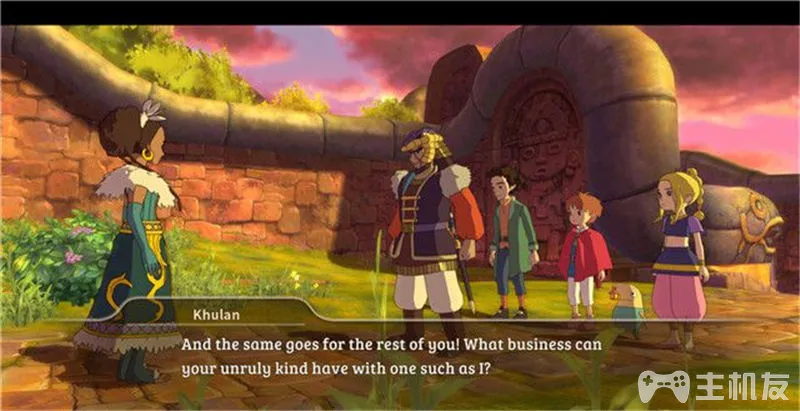 Khulan
And the same goes for the rest of you! What business can
your unruly kind have with one such as I?
主机友